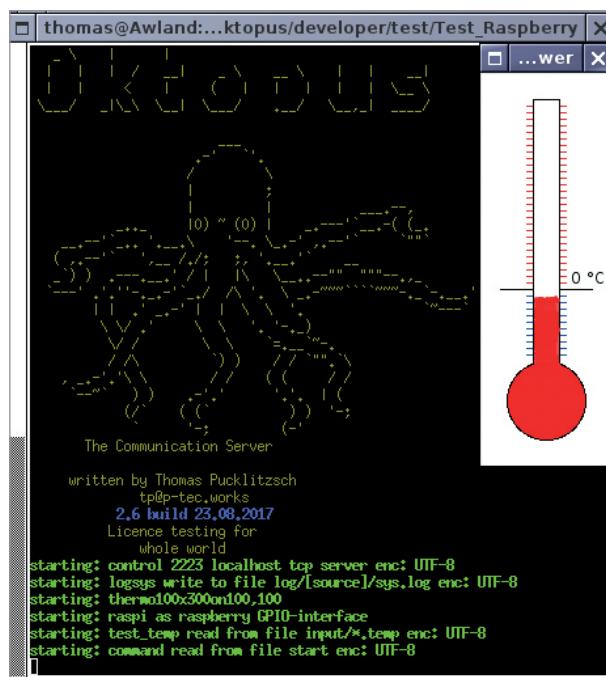 thomas@Awland:...ktopus/developer/test/Test_Raspberry
...wer
Oktopus
0 °C
The Communication Server
written by Thomas Pucklitzsch
tp@p-tec.works
2.6 build 23.08.2017
Licence testing for
whole world
starting: control 2223 localhost tcp server enc: UTF-8
starting: logsys write to file log/[source]/sys.log enc: UTF-8
starting: thermo100x300on100,100
starting: raspi as raspberry GPIO-interface
starting: test_temp read from file input/*.temp enc: UTF-8
starting: command read from file start enc: UTF-8